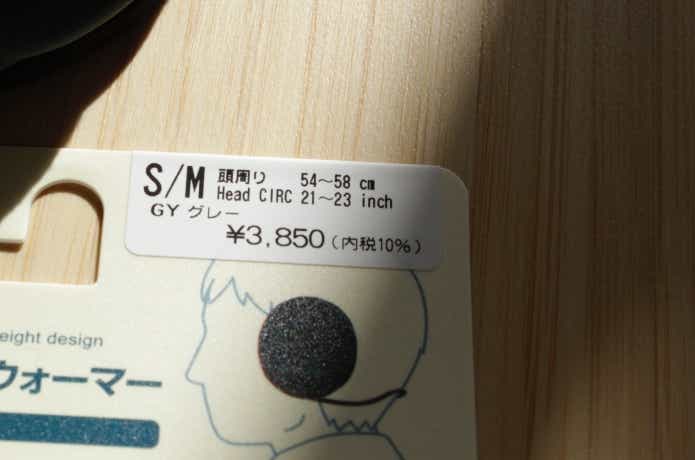 S/M 頭周り 54～58 cm
Head CIRC 21～23 inch
GY グレー
¥3,850(内税10%)
eight design
ウォーマー